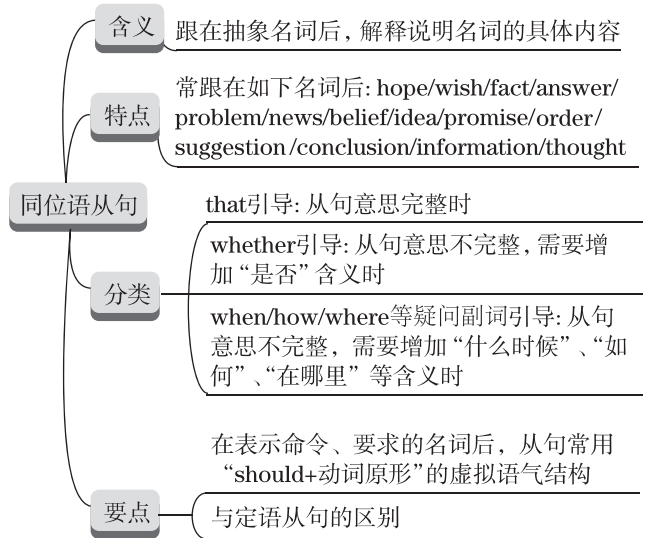 含义
跟在抽象名词后，解释说明名词的具体内容
特点
常跟在如下名词后: hope/wish/fact/answer/
problem/news/belief/idea/promise/order/
suggestion/conclusion/information/thought
同位语从句
分类
that引导: 从句意思完整时
whether引导: 从句意思不完整，需要增
加“是否”含义时
when/how/where等疑问副词引导: 从句
意思不完整，需要增加“什么时候”、“如
何”、“在哪里”等含义时
要点
在表示命令、要求的名词后，从句常用
“should+动词原形”的虚拟语气结构
与定语从句的区别